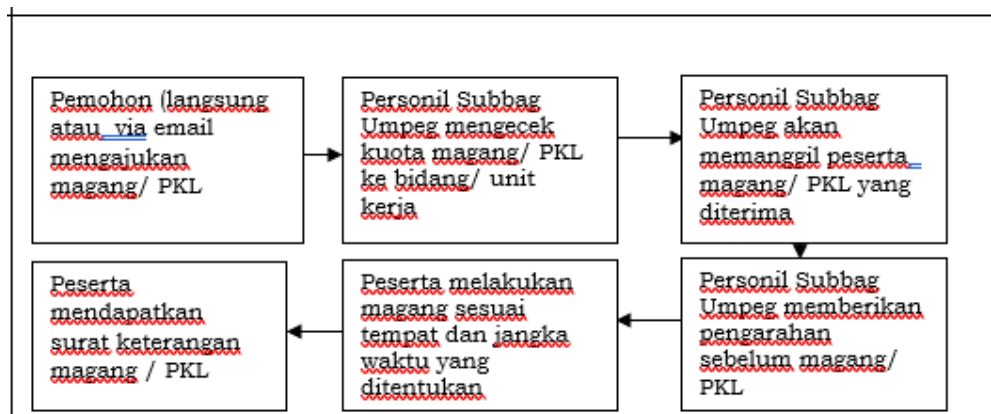 Pemohon (langsung
atau via email
mengajukan
magang/ PKL
Personil Subbag
Umpeg mengecek
kuota magang/ PKL
ke bidang/ unit
kerja
Personil Subbag
Umpeg akan
memanggil peserta
magang/ PKL yang
diterima
Personil Subbag
Umpeg memberikan
pengarahan
sebelum magang/
PKL
Peserta melakukan
magang sesuai
tempat dan jangka
waktu yang
ditentukan
Peserta
mendapatkan
surat keterangan
magang / PKL